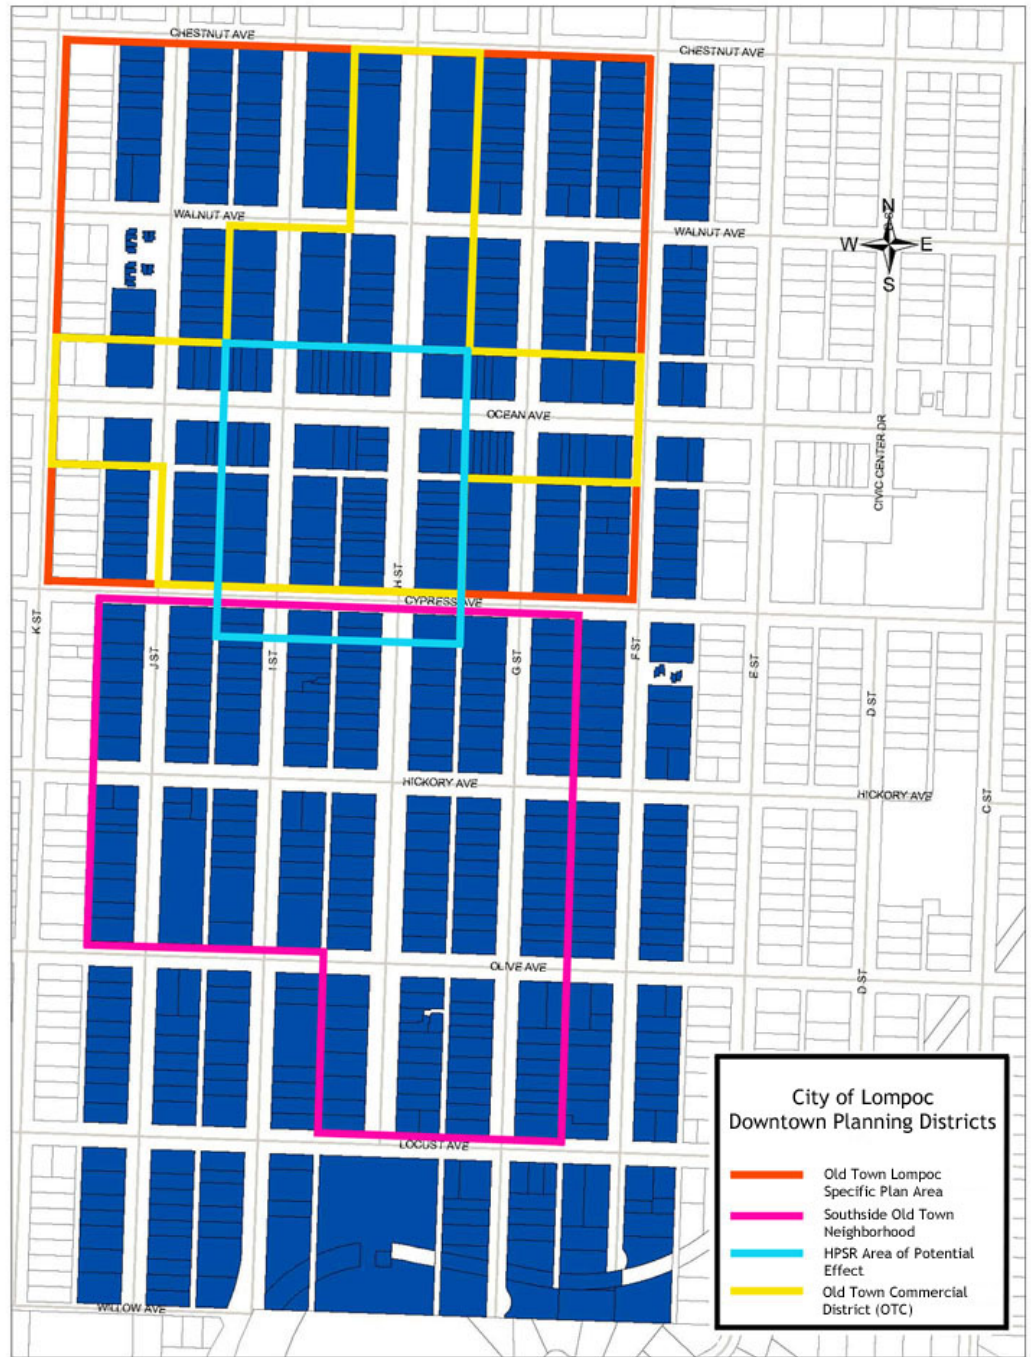 CHESTNUT AVE
CHESTNUT AVE
WALNUT AVE
WALNUT AVE
N
W
E
S
OCEAN AVE
CIVIC CENTER DR
H ST
CYPRESS AVE
K ST
J ST
I ST
G ST
F ST
E ST
D ST
HICKORY AVE
HICKORY AVE
C ST
OLIVE AVE
D ST
LOCUST AVE
WILLOW AVE
City of Lompoc
Downtown Planning Districts
Old Town Lompoc
Specific Plan Area
Southside Old Town
Neighborhood
HPSR Area of Potential
Effect
Old Town Commercial
District (OTC)